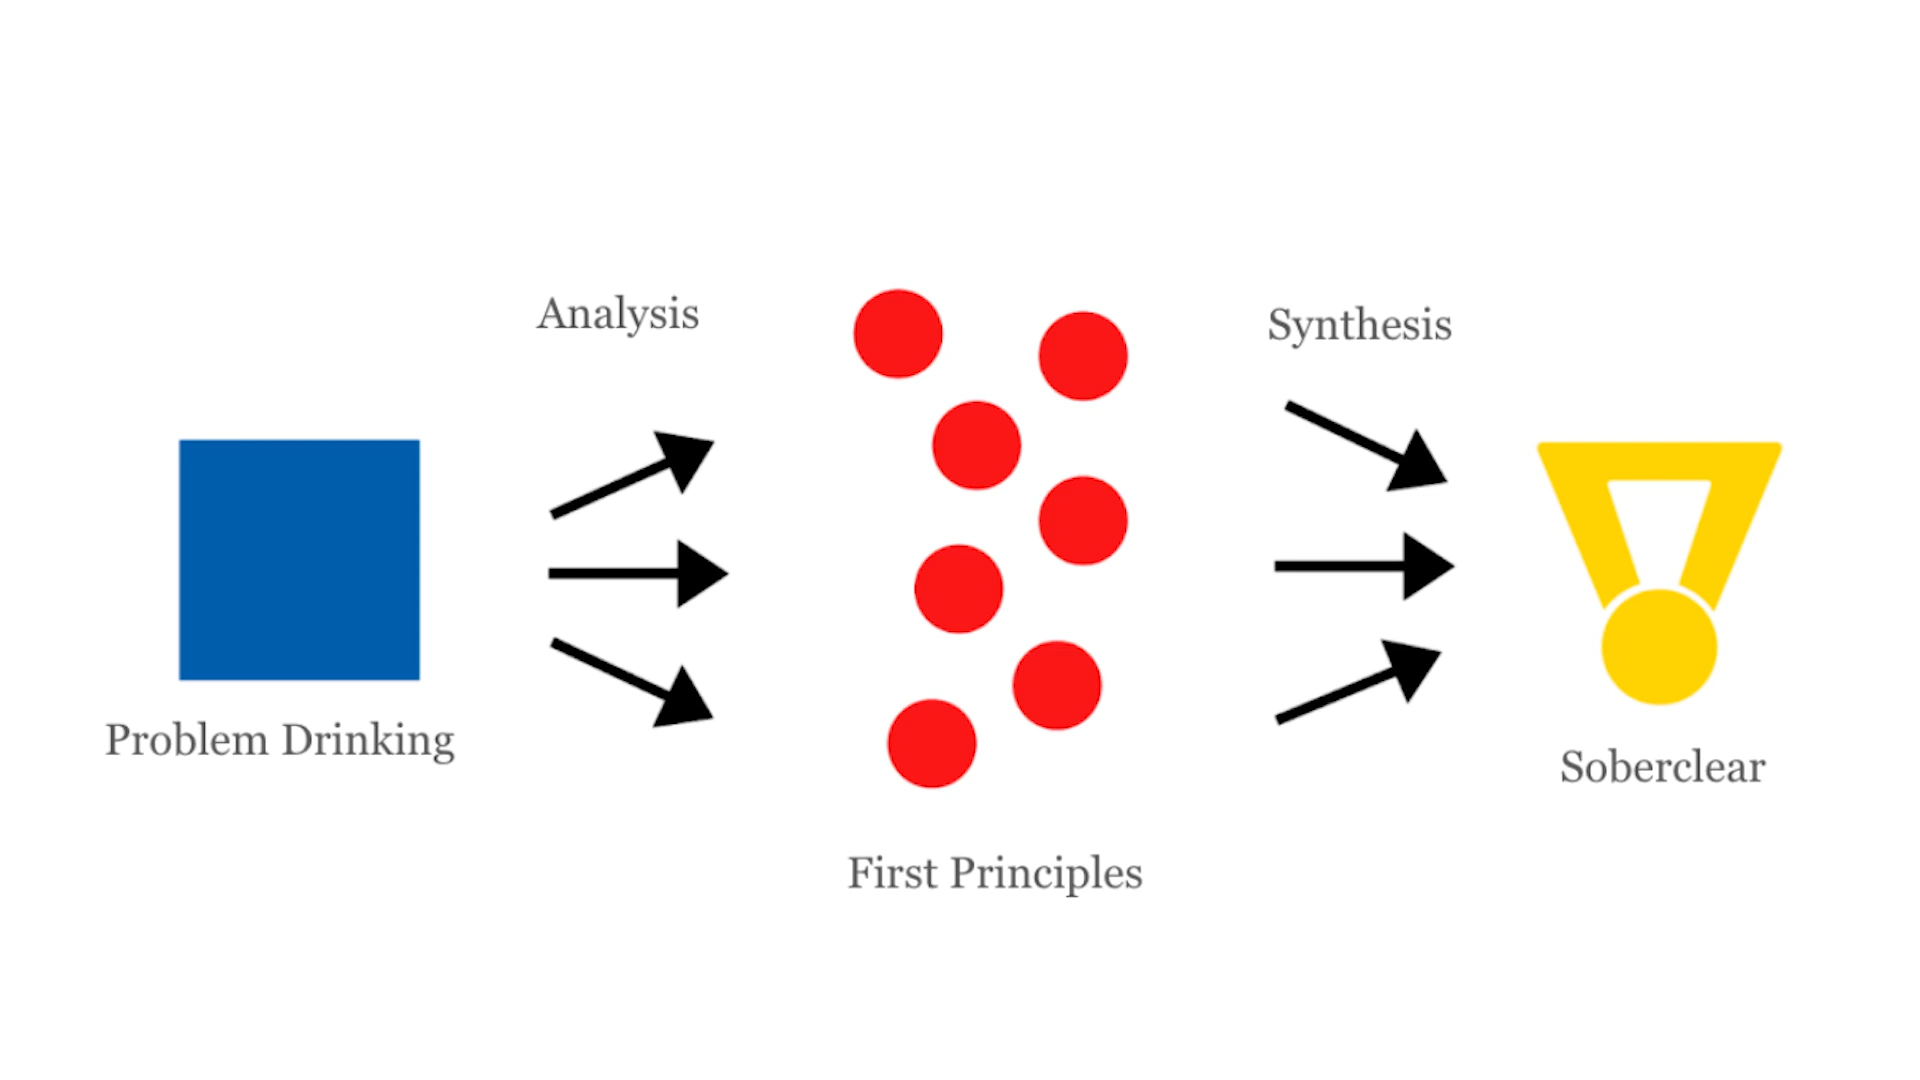 Analysis
Synthesis
Problem Drinking
Soberclear
First Principles